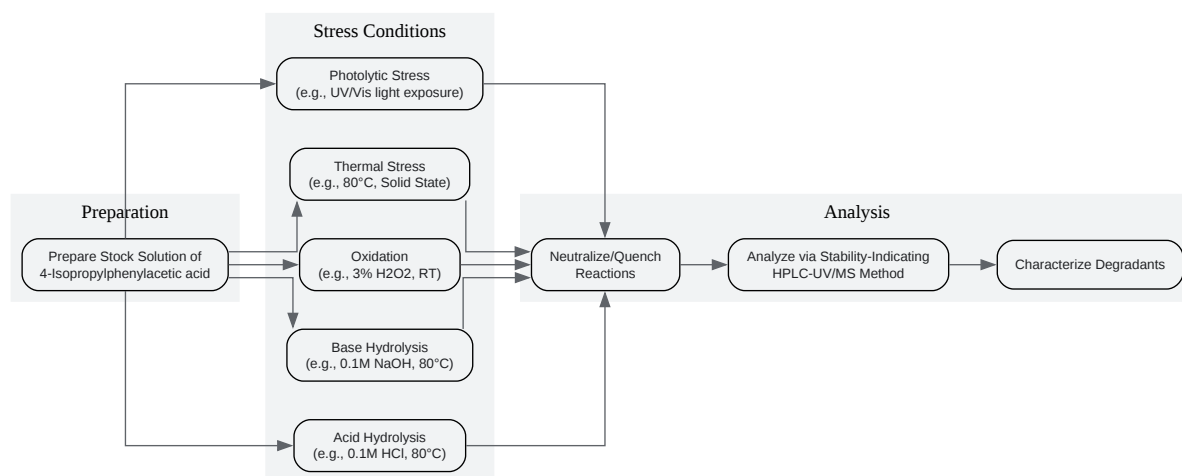 Stress Conditions
Photolytic Stress
(e.g., UV/Vis light exposure)
Thermal Stress
(e.g., 80°C, Solid State)
Preparation
Analysis
Prepare Stock Solution of
4-Isopropylphenylacetic acid
Oxidation
(e.g., 3% H2O2, RT)
Neutralize/Quench
Reactions
Analyze via Stability-Indicating
HPLC-UV/MS Method
Characterize Degradants
Base Hydrolysis
(e.g., 0.1M NaOH, 80°C)
Acid Hydrolysis
(e.g., 0.1M HCl, 80°C)